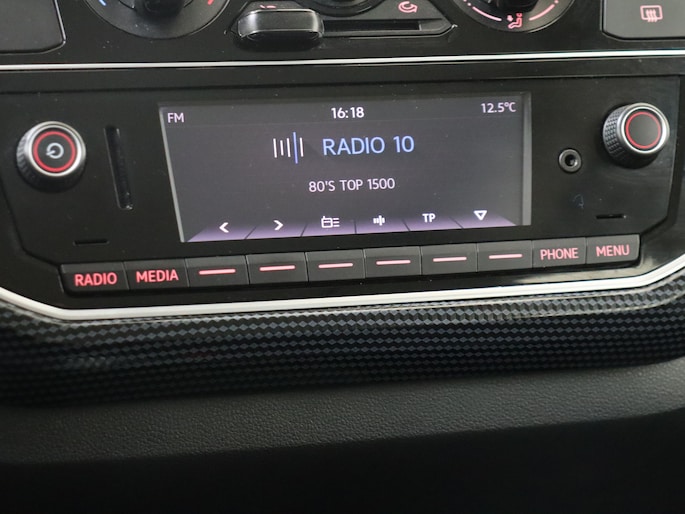 FM 16:18 12.5°C
RADIO 10
80'S TOP 1500
TP
RADIO MEDIA PHONE MENU